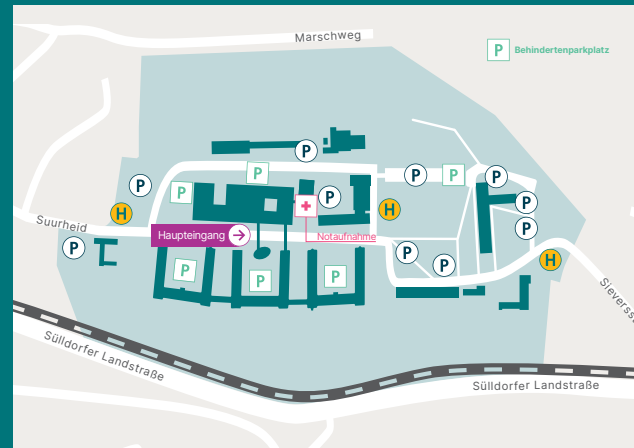 Marschweg
P Behindertenparkplatz
P
P
P
P
P
P
P
P
P
H
P
H
P
Suurheid
P
Haupteingang
Notaufnahme
P
P
P
H
P
P
P
Sieverss
Sülldorfer Landstraße
Sülldorfer Landstraße